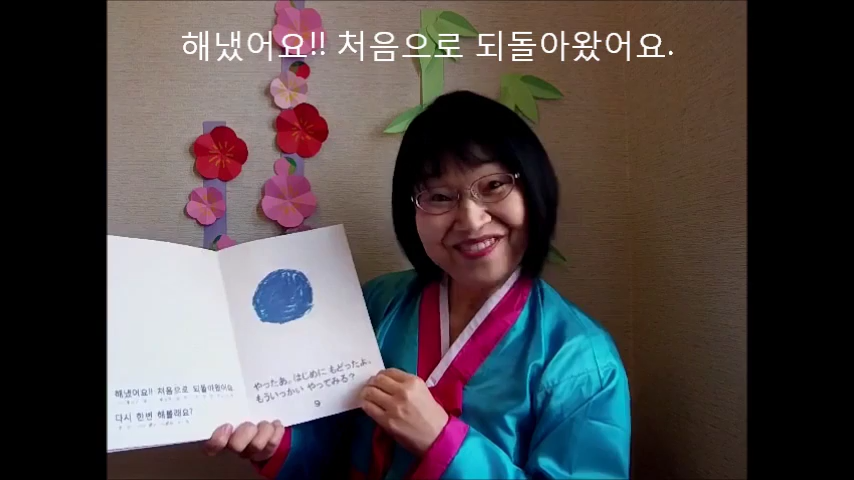 해냈어요!! 처음으로 되돌아왔어요.
해냈어요!! 처음으로 되돌아왔어요
다시 한번 해볼래요?
やったあ。はじめに もどったよ。
もういっかい やってみる?
9